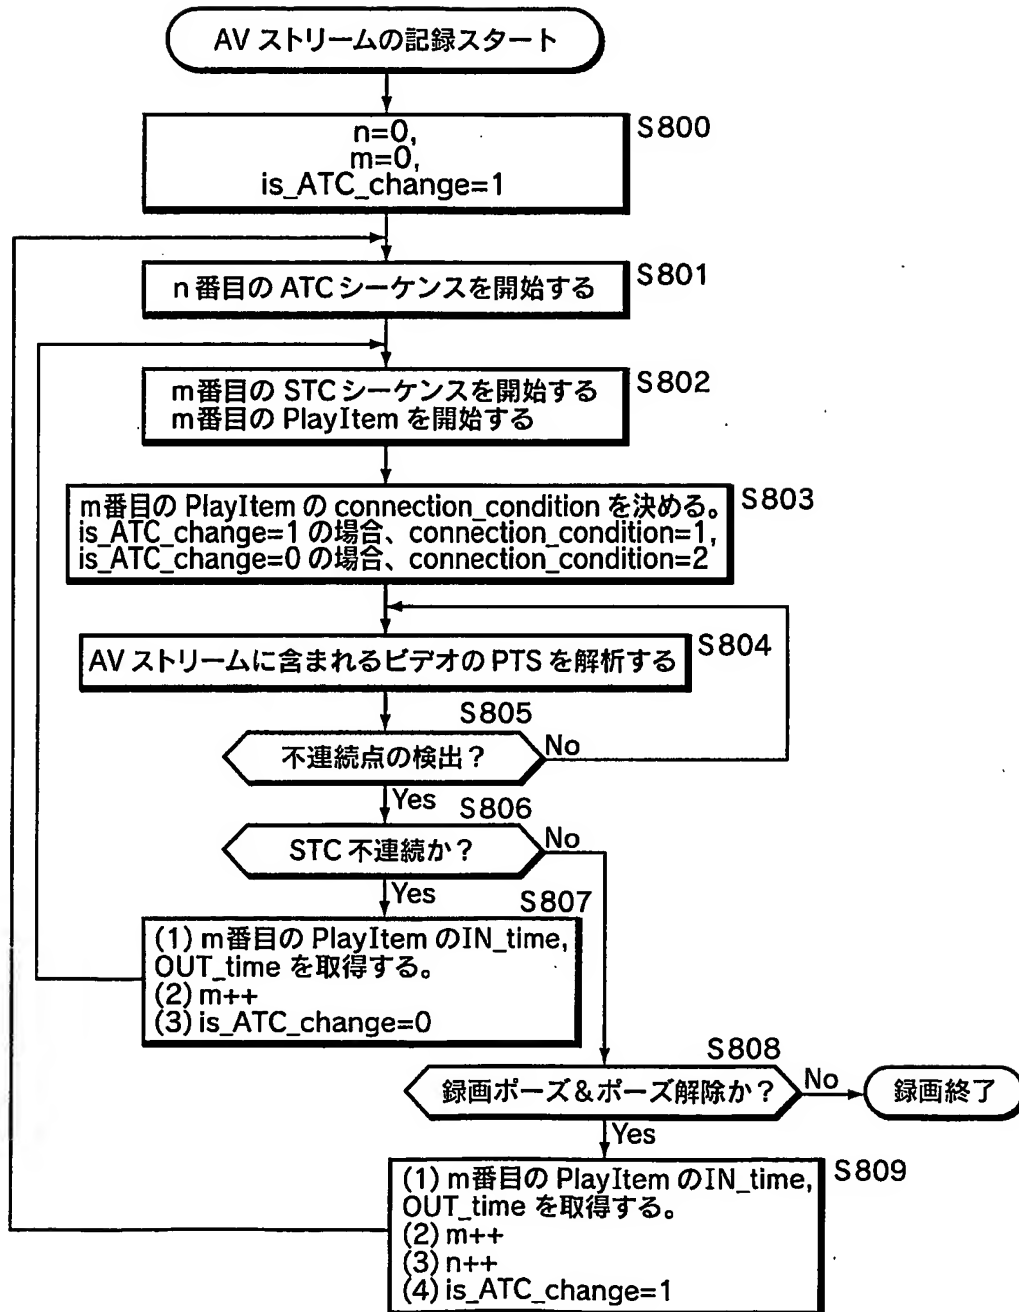 AV ストリームの記録スタート
S800
n=0,
m=0,
is_ATC_change=1
S801
n番目の ATC シーケンスを開始する
S802
m番目の STC シーケンスを開始する
m番目の PlayItem を開始する
S803
m番目の PlayItem の connection_condition を決める。
is_ATC_change=1 の場合、connection_condition=1,
is_ATC_change=0 の場合、connection_condition=2
S804
AV ストリームに含まれるビデオの PTS を解析する
S805
不連続点の検出？
No
Yes
S806
STC 不連続か？
No
Yes
S807
(1) m番目の PlayItem のIN_time,
OUT_time を取得する。
(2) m++
(3) is_ATC_change=0
S808
録画ポーズ＆ポーズ解除か？
No
録画終了
Yes
S809
(1) m番目の PlayItem のIN_time,
OUT_time を取得する。
(2) m++
(3) n++
(4) is_ATC_change=1